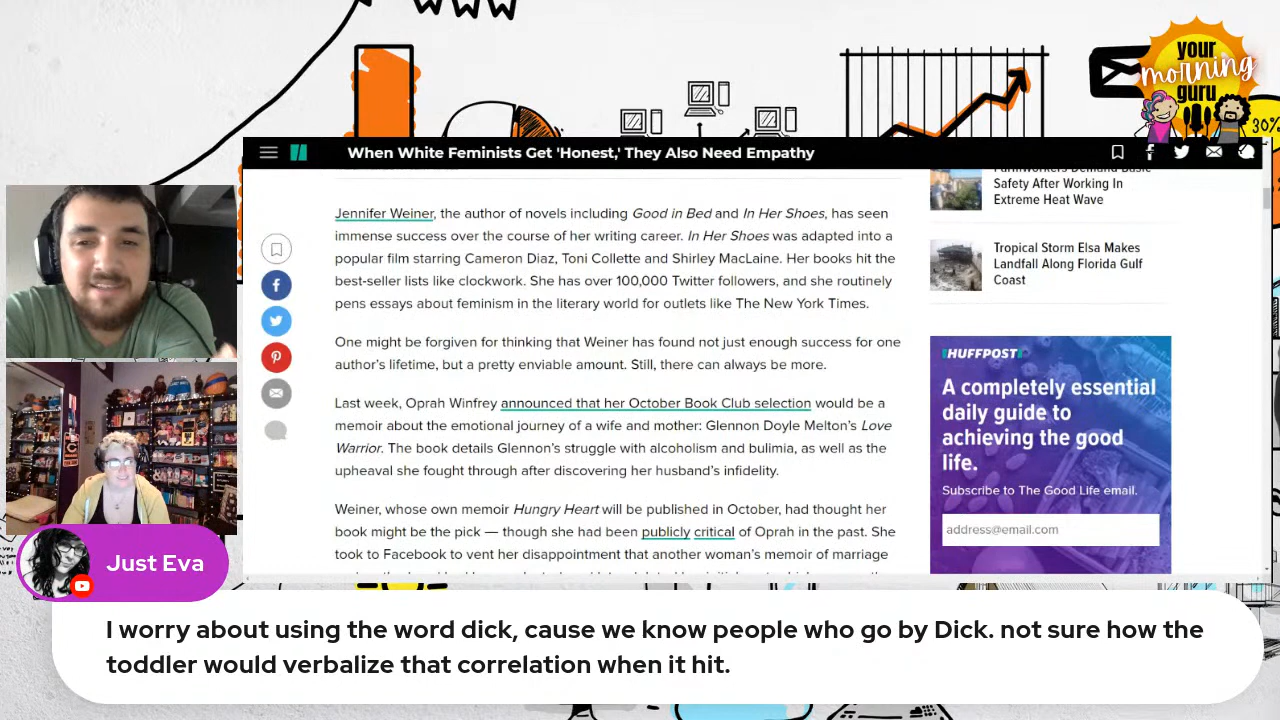 WWW
your
morning
guru
30%
When White Feminists Get 'Honest,' They Also Need Empathy
Jennifer Weiner, the author of novels including Good in Bed and In Her Shoes, has seen
immense success over the course of her writing career. In Her Shoes was adapted into a
popular film starring Cameron Diaz, Toni Collette and Shirley MacLaine. Her books hit the
best-seller lists like clockwork. She has over 100,000 Twitter followers, and she routinely
pens essays about feminism in the literary world for outlets like The New York Times.
One might be forgiven for thinking that Weiner has found not just enough success for one
author's lifetime, but a pretty enviable amount. Still, there can always be more.
Last week, Oprah Winfrey announced that her October Book Club selection would be a
memoir about the emotional journey of a wife and mother: Glennon Doyle Melton's Love
Warrior. The book details Glennon's struggle with alcoholism and bulimia, as well as the
upheaval she fought through after discovering her husband's infidelity.
Weiner, whose own memoir Hungry Heart will be published in October, had thought her
book might be the pick — though she had been publicly critical of Oprah in the past. She
took to Facebook to vent her disappointment that another woman's memoir of marriage
Farmworkers Demand Basic
Safety After Working In
Extreme Heat Wave
Tropical Storm Elsa Makes
Landfall Along Florida Gulf
Coast
HUFFPOST
A completely essential
daily guide to
achieving the good
life.
Subscribe to The Good Life email.
address@email.com
Just Eva
I worry about using the word dick, cause we know people who go by Dick. not sure how the
toddler would verbalize that correlation when it hit.